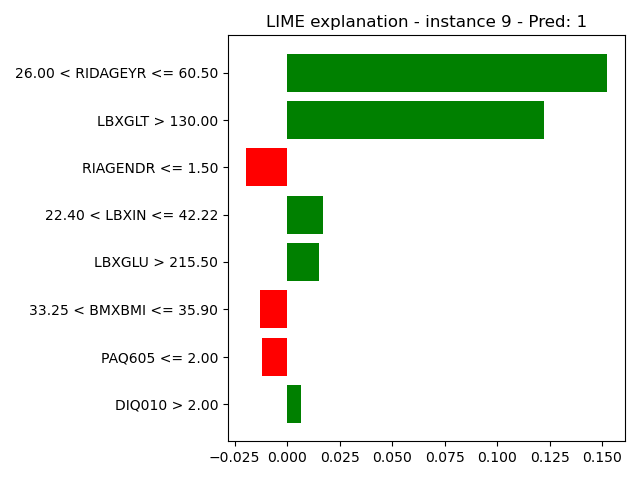 LIME explanation - instance 9 - Pred: 1
26.00 < RIDAGEYR <= 60.50
LBXGLT > 130.00
RIAGENDR <= 1.50
22.40 < LBXIN <= 42.22
LBXGLU > 215.50
33.25 < BMXBMI <= 35.90
PAQ605 <= 2.00
DIQ010 > 2.00
−0.025 0.000 0.025 0.050 0.075 0.100 0.125 0.150